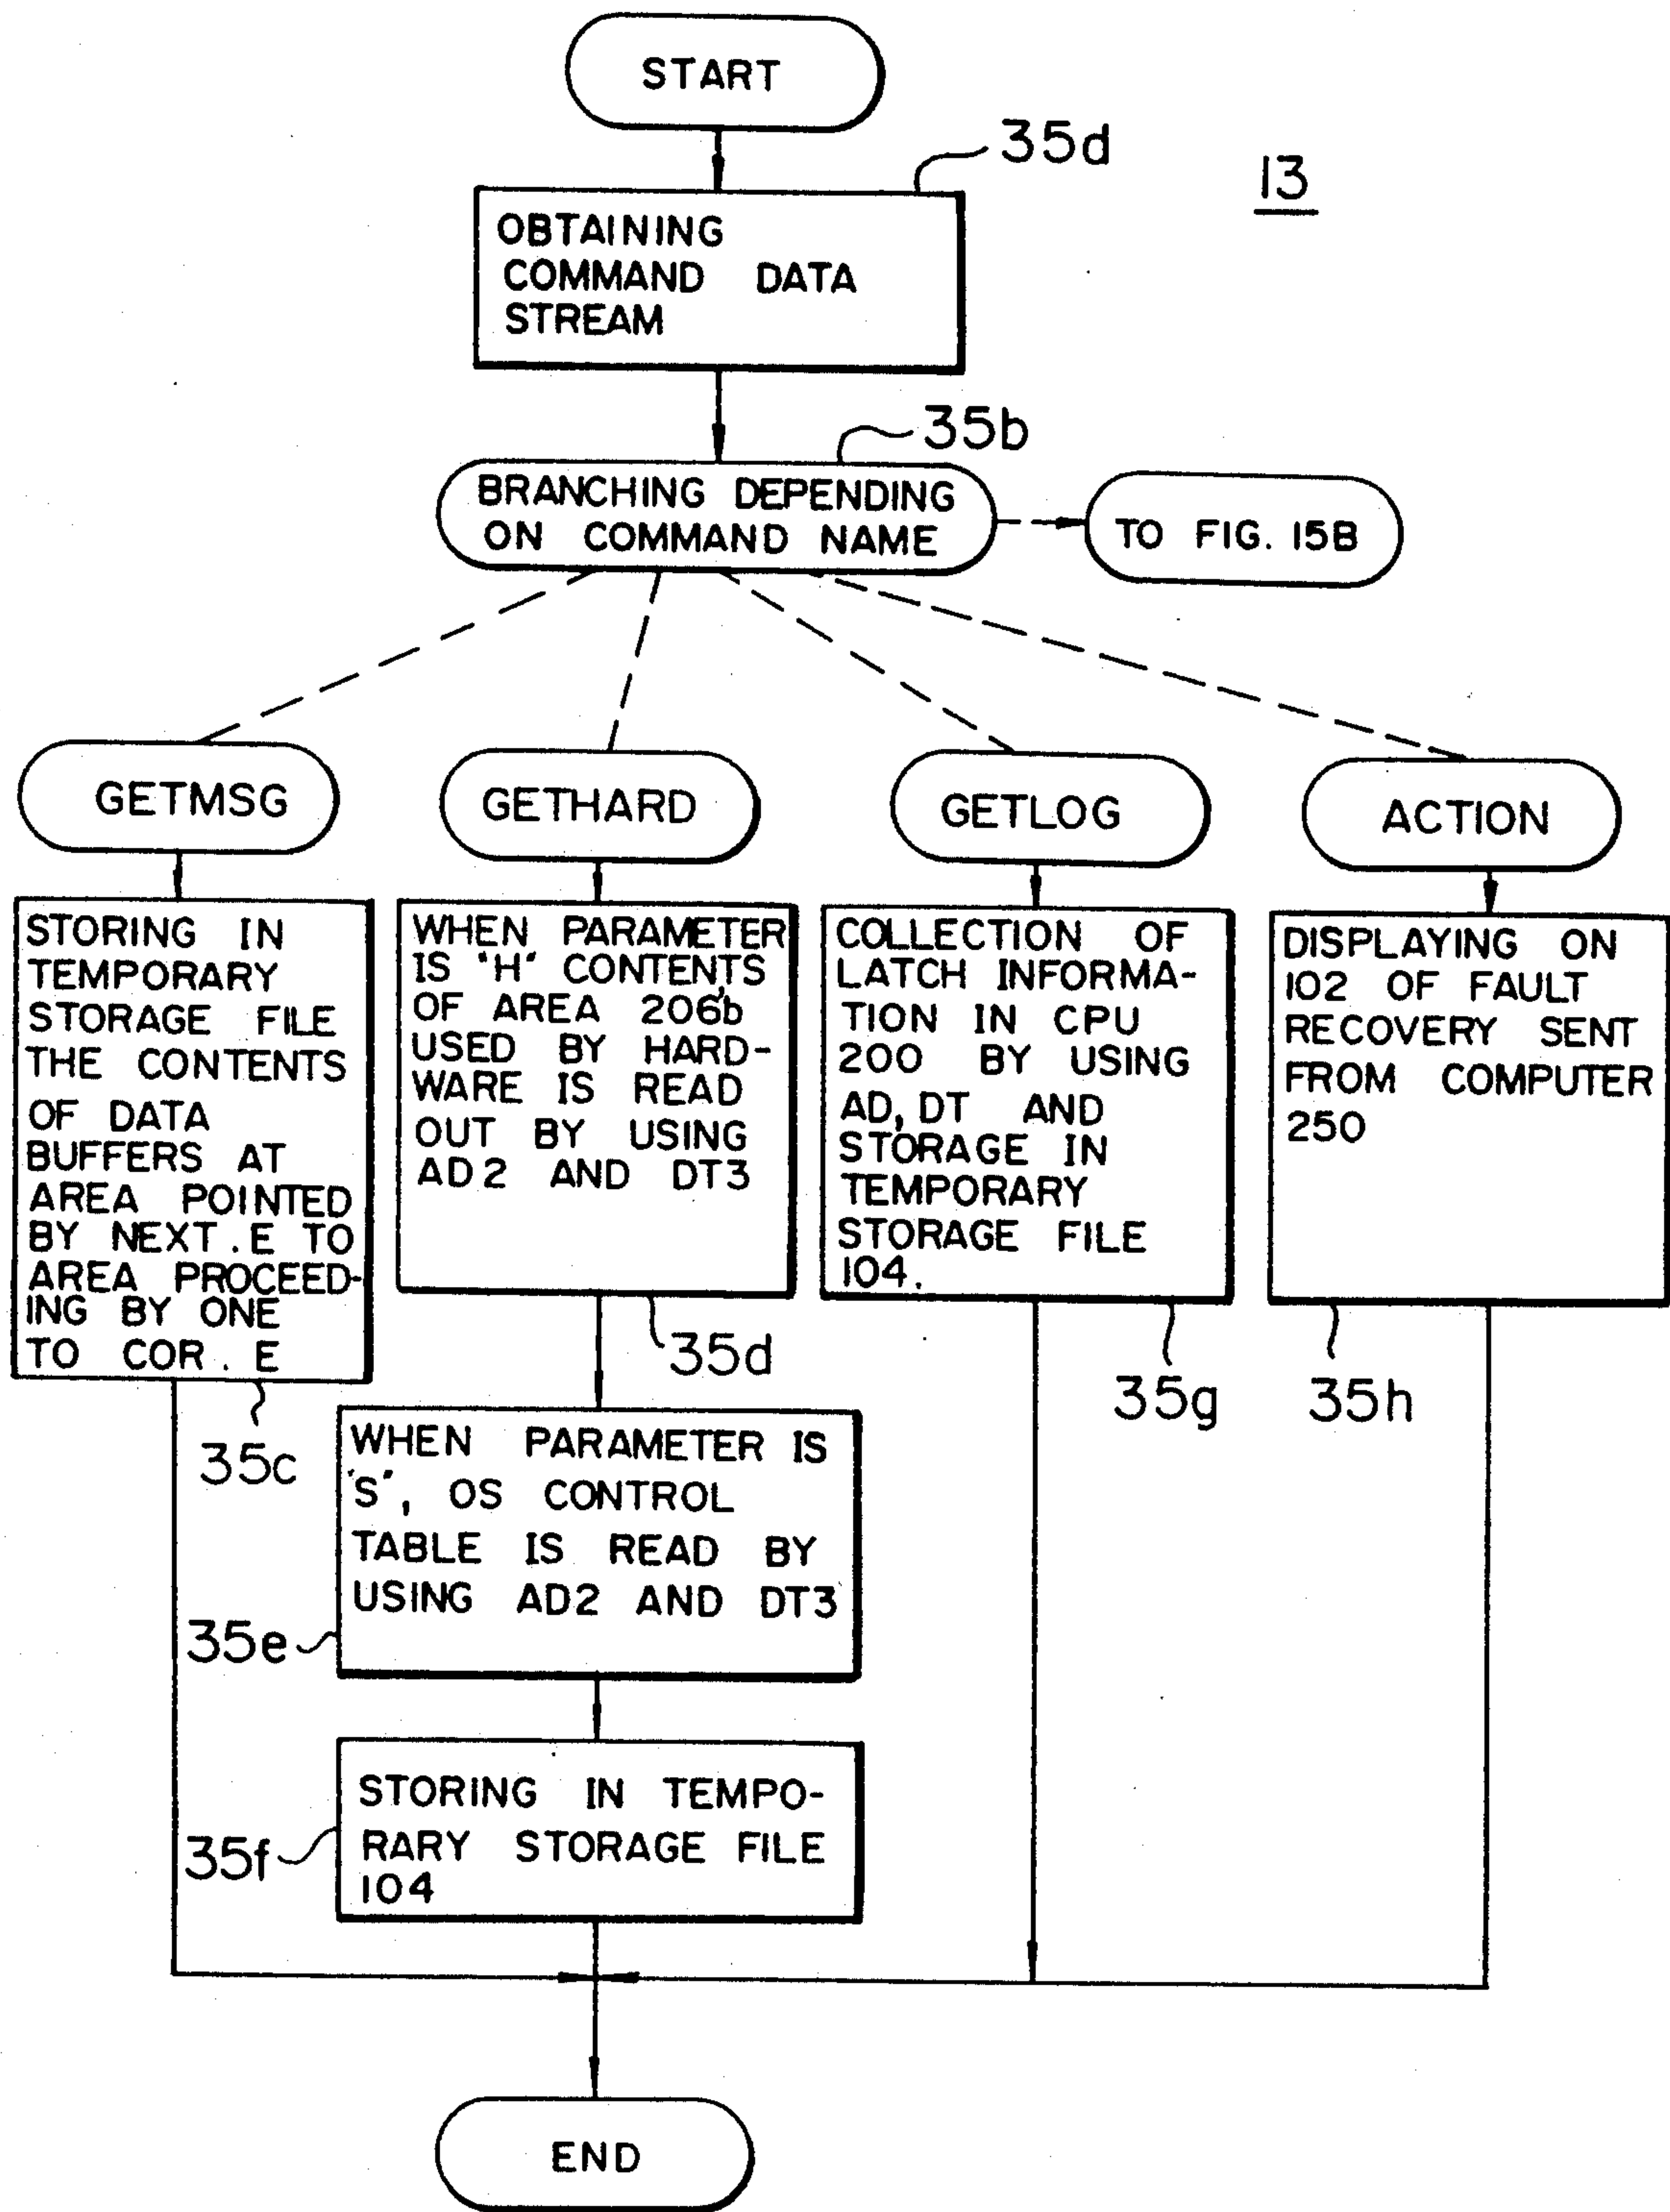 START
35d
13
OBTAINING
COMMAND DATA
STREAM
35b
BRANCHING DEPENDING
ON COMMAND NAME
TO FIG. 15B
GETMSG
GETHARD
GETLOG
ACTION
STORING IN
TEMPORARY
STORAGE FILE
THE CONTENTS
OF DATA
BUFFERS AT
AREA POINTED
BY NEXT.E TO
AREA PROCEED-
ING BY ONE
TO COR. E
35c
WHEN PARAMETER
IS "H" CONTENTS
OF AREA 206b
USED BY HARD-
WARE IS READ
OUT BY USING
AD2 AND DT3
35d
COLLECTION OF
LATCH INFORMA-
TION IN CPU
200 BY USING
AD, DT AND
STORAGE IN
TEMPORARY
STORAGE FILE
104.
35g
DISPLAYING ON
102 OF FAULT
RECOVERY SENT
FROM COMPUTER
250
35h
WHEN PARAMETER IS
"S", OS CONTROL
TABLE IS READ BY
USING AD2 AND DT3
35e
STORING IN TEMPO-
RARY STORAGE FILE
104
35f
END